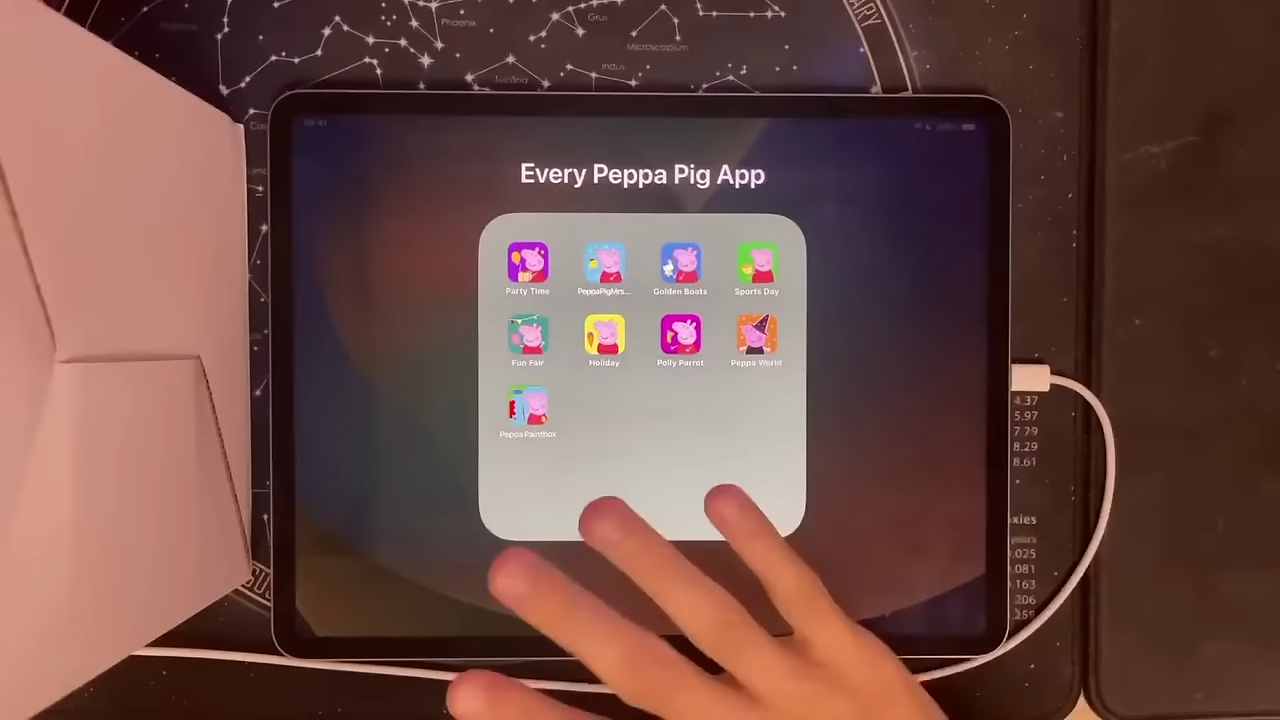 Phoenix
Grus
Microscopium
Indus
Tucana
Every Peppa Pig App
Party Time
PeppaPigMrs...
Golden Boots
Sports Day
Fun Fair
Holiday
Polly Parrot
Peppa World
Peppa Paintbox
4.37
5.97
7.79
8.29
8.61
xies
.025
.081
.163
.206